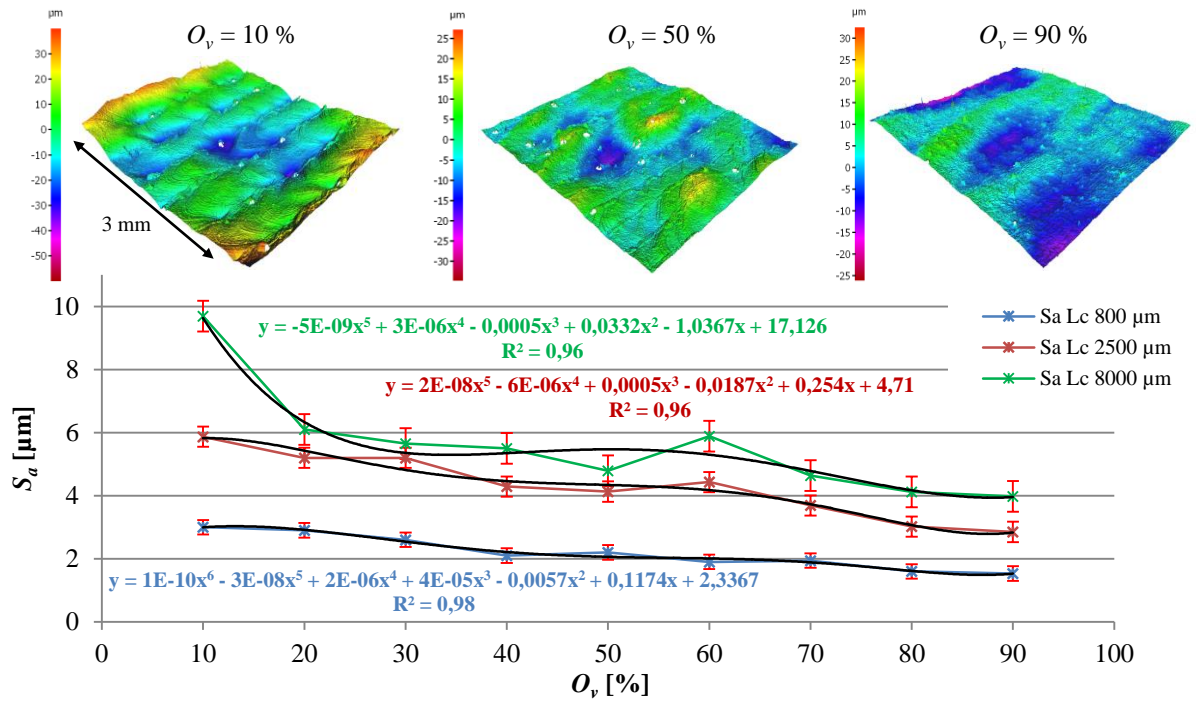 µm
O_v = 10 %
30
20
10
0
-10
-20
-30
-40
-50
3 mm
µm
O_v = 50 %
25
20
15
10
5
0
-5
-10
-15
-20
-25
-30
µm
O_v = 90 %
30
25
20
15
10
5
0
-5
-10
-15
-20
-25
y = -5E-09x⁵ + 3E-06x⁴ - 0,0005x³ + 0,0332x² - 1,0367x + 17,126
R² = 0,96
y = 2E-08x⁵ - 6E-06x⁴ + 0,0005x³ - 0,0187x² + 0,254x + 4,71
R² = 0,96
y = 1E-10x⁶ - 3E-08x⁵ + 2E-06x⁴ + 4E-05x³ - 0,0057x² + 0,1174x + 2,3367
R² = 0,98
Sa Lc 800 µm
Sa Lc 2500 µm
Sa Lc 8000 µm
S_a [µm]
10
8
6
4
2
0
0 10 20 30 40 50 60 70 80 90 100
O_v [%]